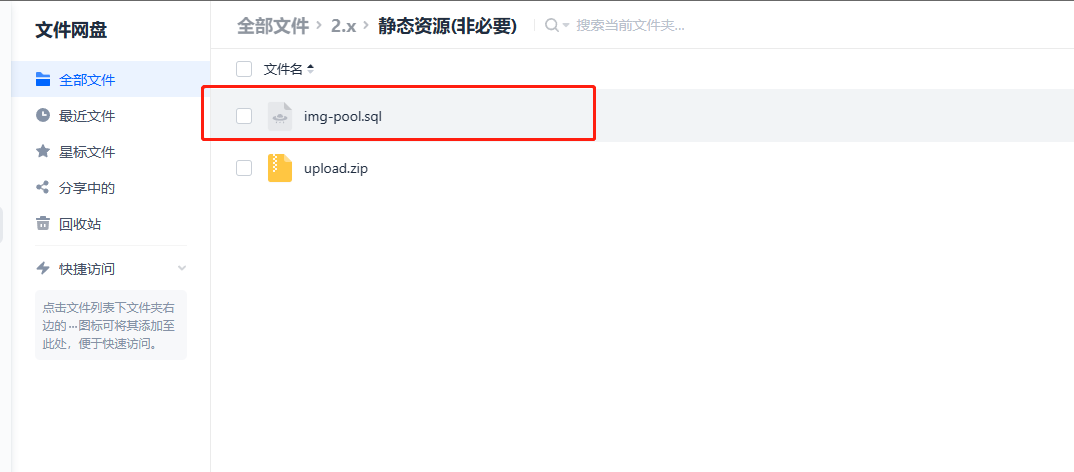 文件网盘
全部文件
最近文件
星标文件
分享中的
回收站
快捷访问
点击文件列表下文件夹右
边的 ··· 图标可将其添加至
此处，便于快速访问。
全部文件 > 2.x > 静态资源(非必要)
搜索当前文件夹...
文件名
img-pool.sql
upload.zip